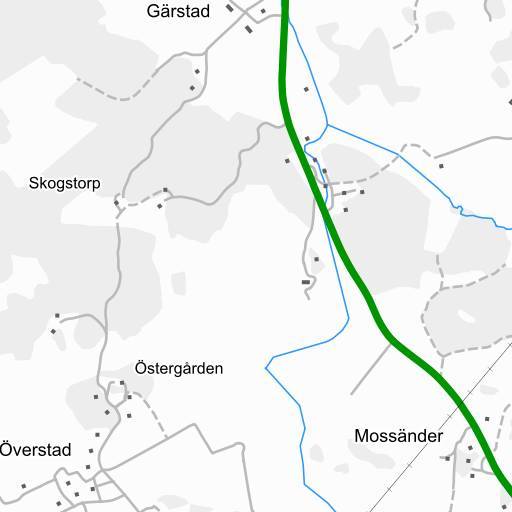 Gärstad
Skogstorp
Östergården
Mossänder
Överstad